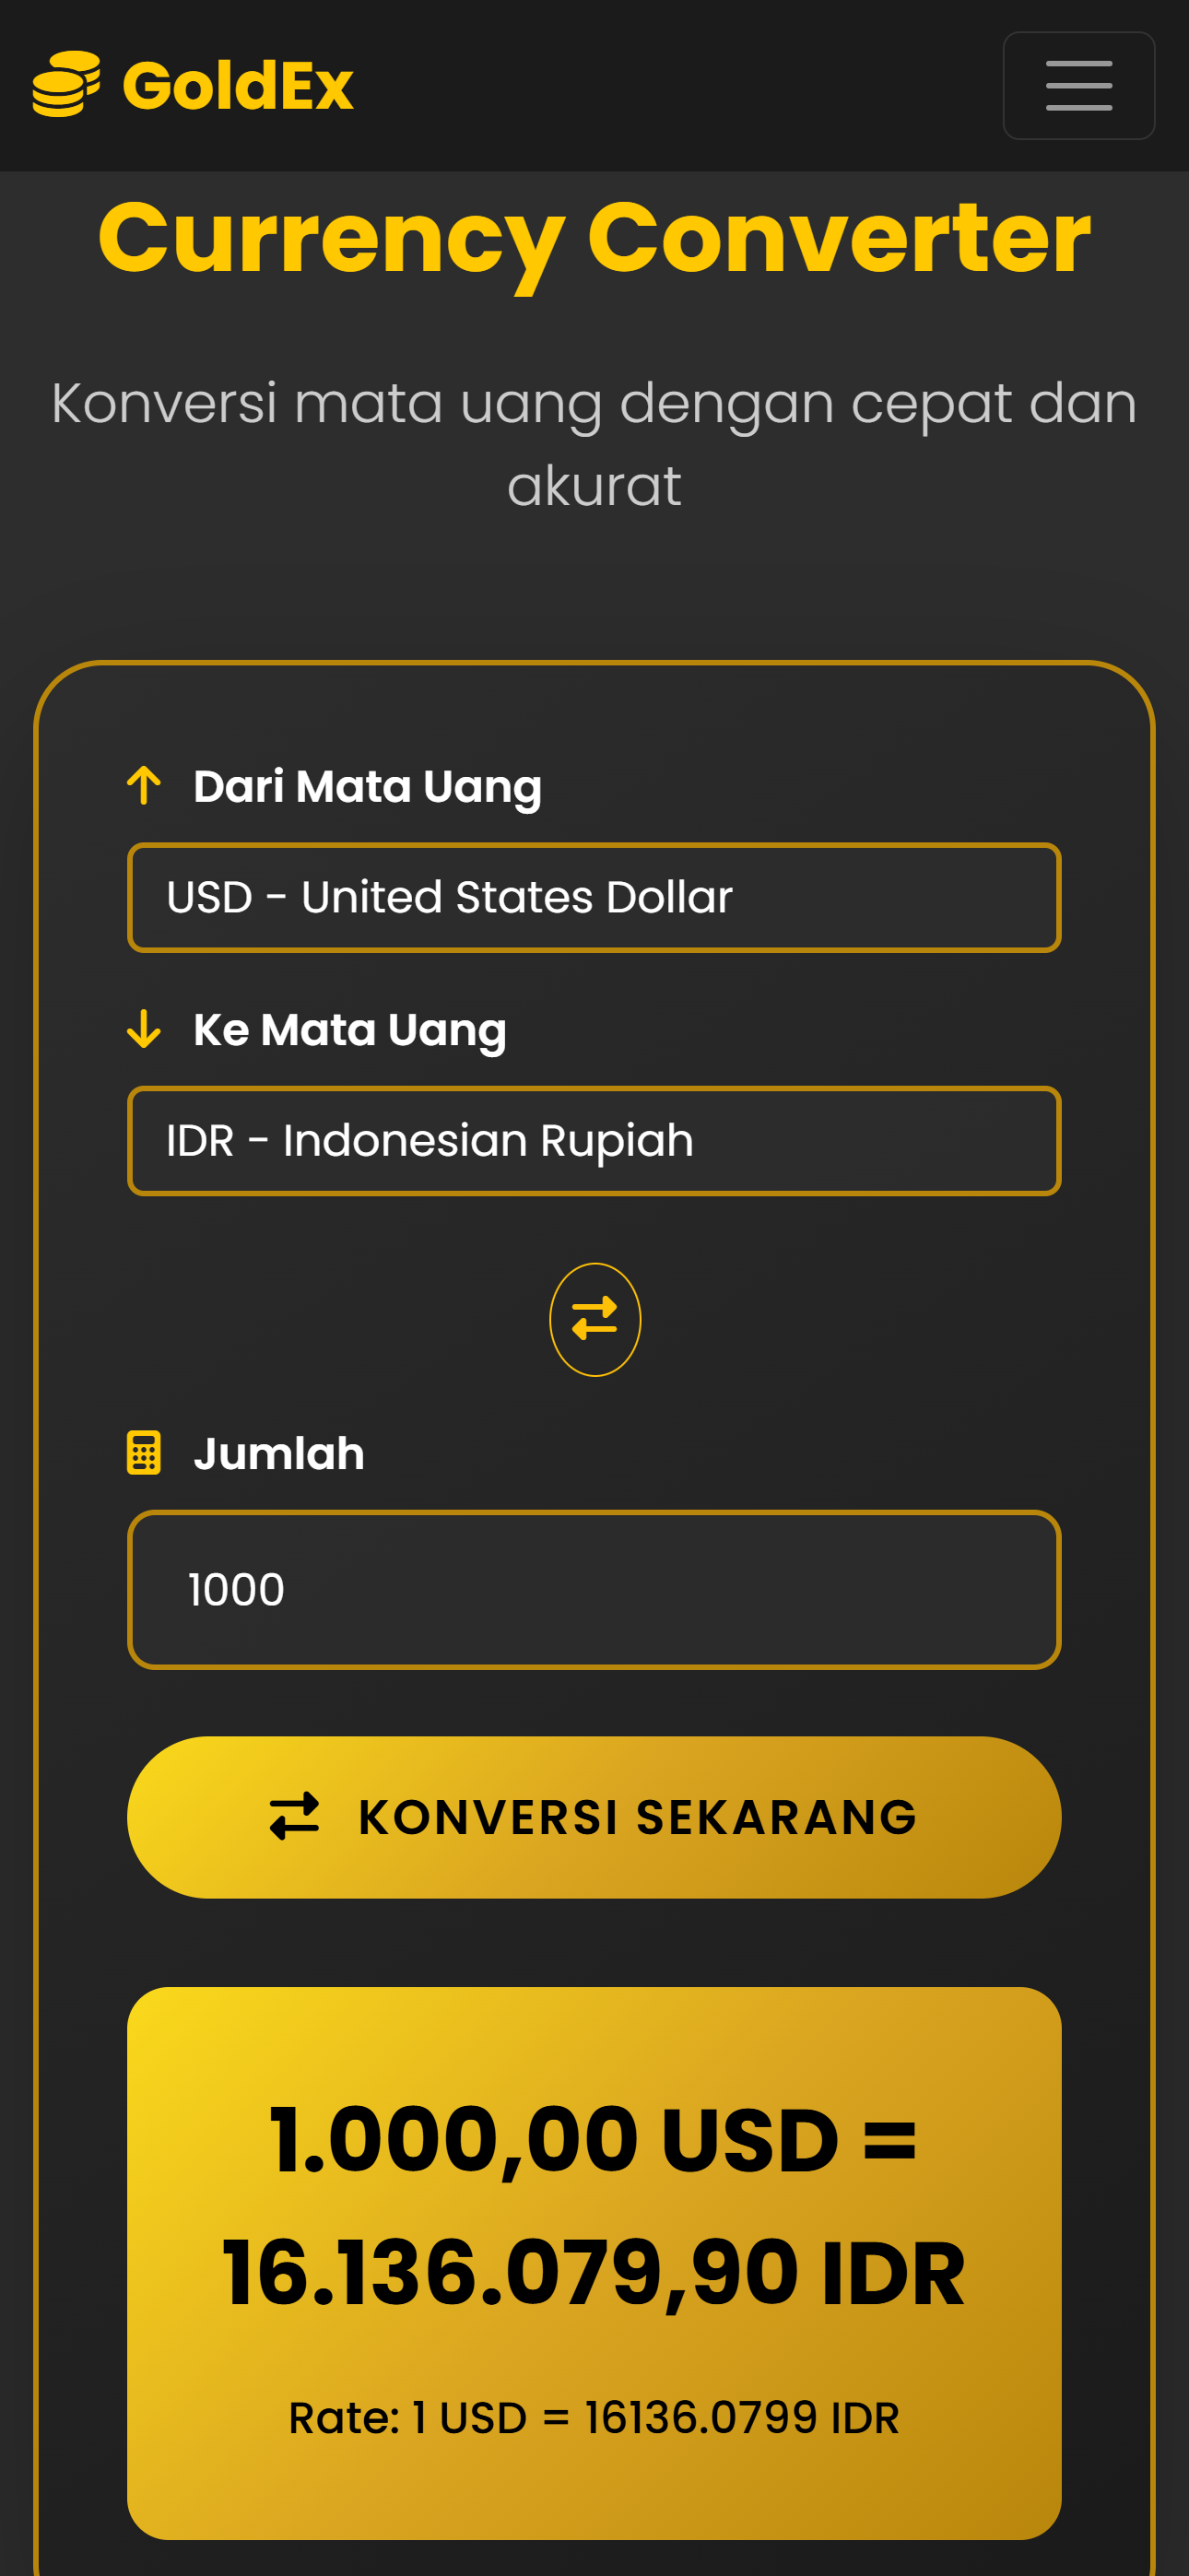 GoldEx
Currency Converter
Konversi mata uang dengan cepat dan
akurat
Dari Mata Uang
USD - United States Dollar
Ke Mata Uang
IDR - Indonesian Rupiah
Jumlah
1000
KONVERSI SEKARANG
1.000,00 USD =
16.136.079,90 IDR
Rate: 1 USD = 16136.0799 IDR